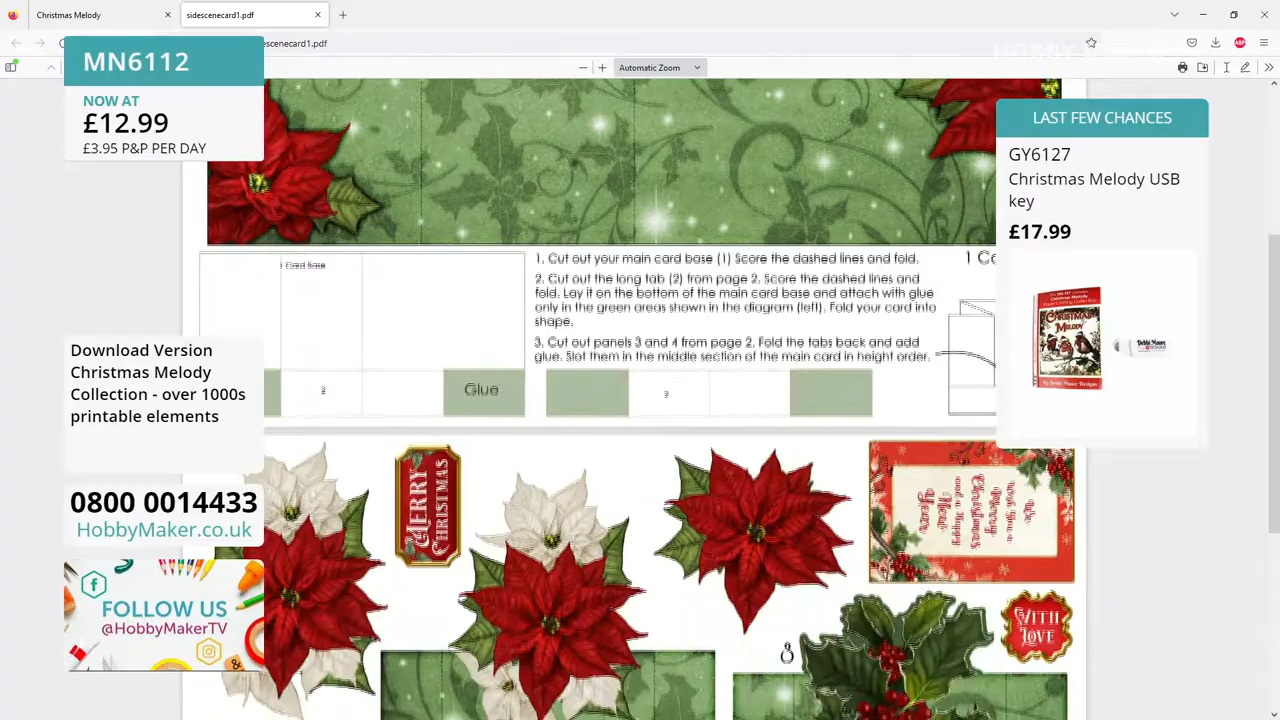 Christmas Melody
sidescenecard1.pdf
escenecard1.pdf
Automatic Zoom
MN6112
NOW AT
£12.99
£3.95 P&P PER DAY
LAST FEW CHANCES
GY6127
Christmas Melody USB
key
£17.99
1 Card base
1. Cut out your main card base (1) Score the dashed lines and fold.
2. Cut out the long tab (2) from page 2. Score the dashed lines and
fold. Lay it on the bottom of the main card base and attach with glue
only in the green areas shown in the diagram (left). Fold your card into
shape.
3. Cut out panels 3 and 4 from page 2. Fold the tabs back and add
glue. Slot them in the middle section of the main card in height order.
2
Glue
2
Download Version
Christmas Melody
Collection - over 1000s
printable elements
0800 0014433
HobbyMaker.co.uk
FOLLOW US
@HobbyMakerTV
MERRY
CHRISTMAS
WITH
LOVE
CHRISTMAS
MELODY